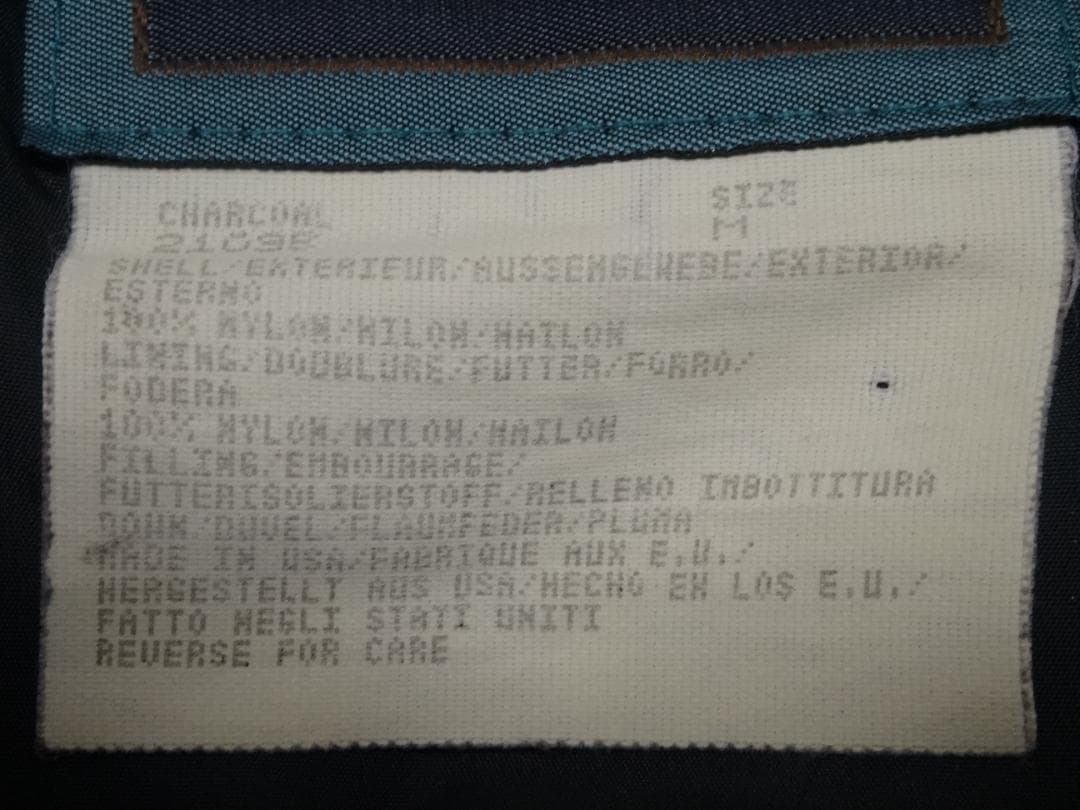 CHARCOAL
SIZE
M
SHELL/EXTERIEUR/AUSSENGEWEBE/EXTERIOR/
ESTERNO
100% NYLON/NILON/NAILON
LINING/DOUBLURE/FUTTER/FORRO/
FODERA
100% NYLON/NILON/NAILON
FILLING/EMBOURRAGE/
FUTTERISOLIERSTOFF/RELLENO IMBOTTITURA
DOWN/DUVEL/FLAUMFEDER/PLUMA
MADE IN USA/FABRIQUE AUX E.U./
HERGESTELLT AUS USA/HECHO EN LOS E.U./
FATTO NEGLI STATI UNITI
REVERSE FOR CARE